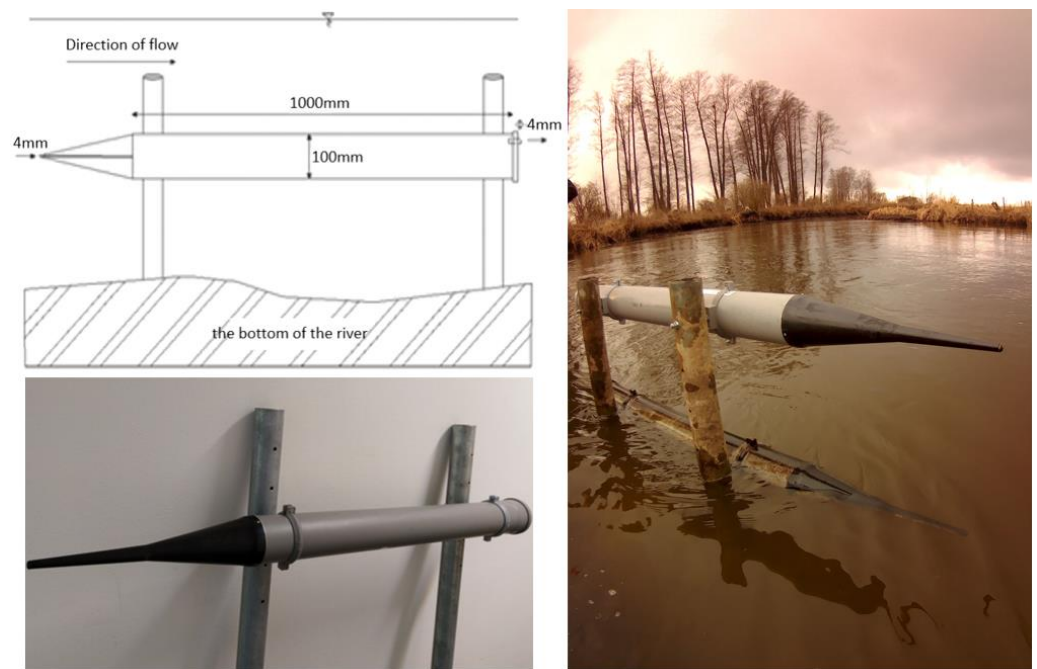 Direction of flow
1000mm
4mm
4mm
100mm
the bottom of the river